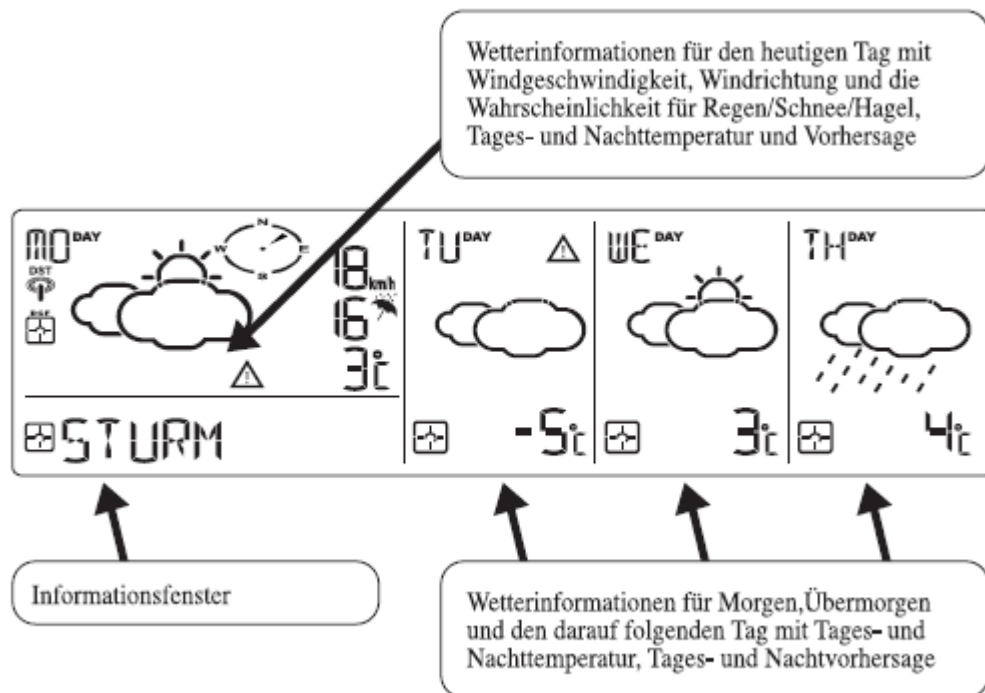 Wetterinformationen für den heutigen Tag mit
Windgeschwindigkeit, Windrichtung und die
Wahrscheinlichkeit für Regen/Schnee/Hagel,
Tages- und Nachttemperatur und Vorhersage
MO DAY
DST
N
W E
S
18 km/h
16
3°C
STURM
TU DAY
-5°C
WE DAY
3°C
TH DAY
4°C
Informationsfenster
Wetterinformationen für Morgen,Übermorgen
und den darauf folgenden Tag mit Tages- und
Nachttemperatur, Tages- und Nachtvorhersage